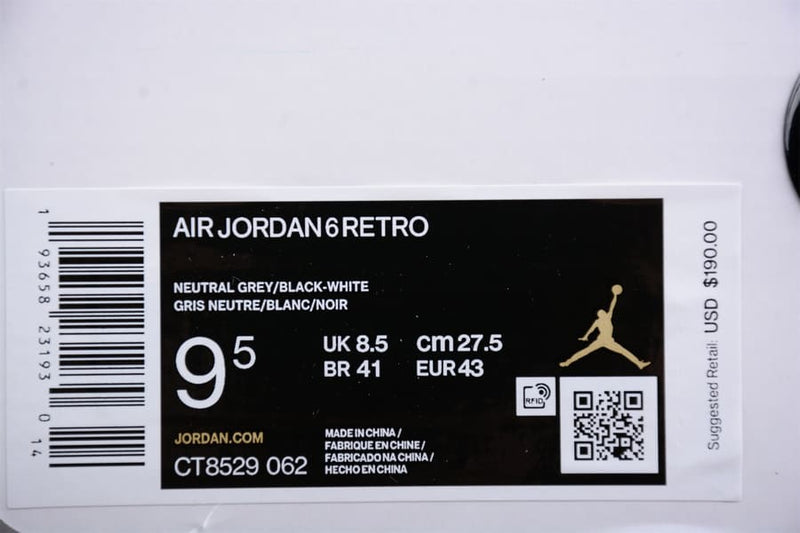 AIR JORDAN 6 RETRO
NEUTRAL GREY/BLACK-WHITE
GRIS NEUTRE/BLANC/NOIR
9 5
UK 8.5 cm 27.5
BR 41 EUR 43
RFID
JORDAN.COM
CT8529 062
MADE IN CHINA /
FABRIQUE EN CHINE /
FABRICADO NA CHINA /
HECHO EN CHINA
1 93658 23193 0 14
Suggested Retail: USD $190.00